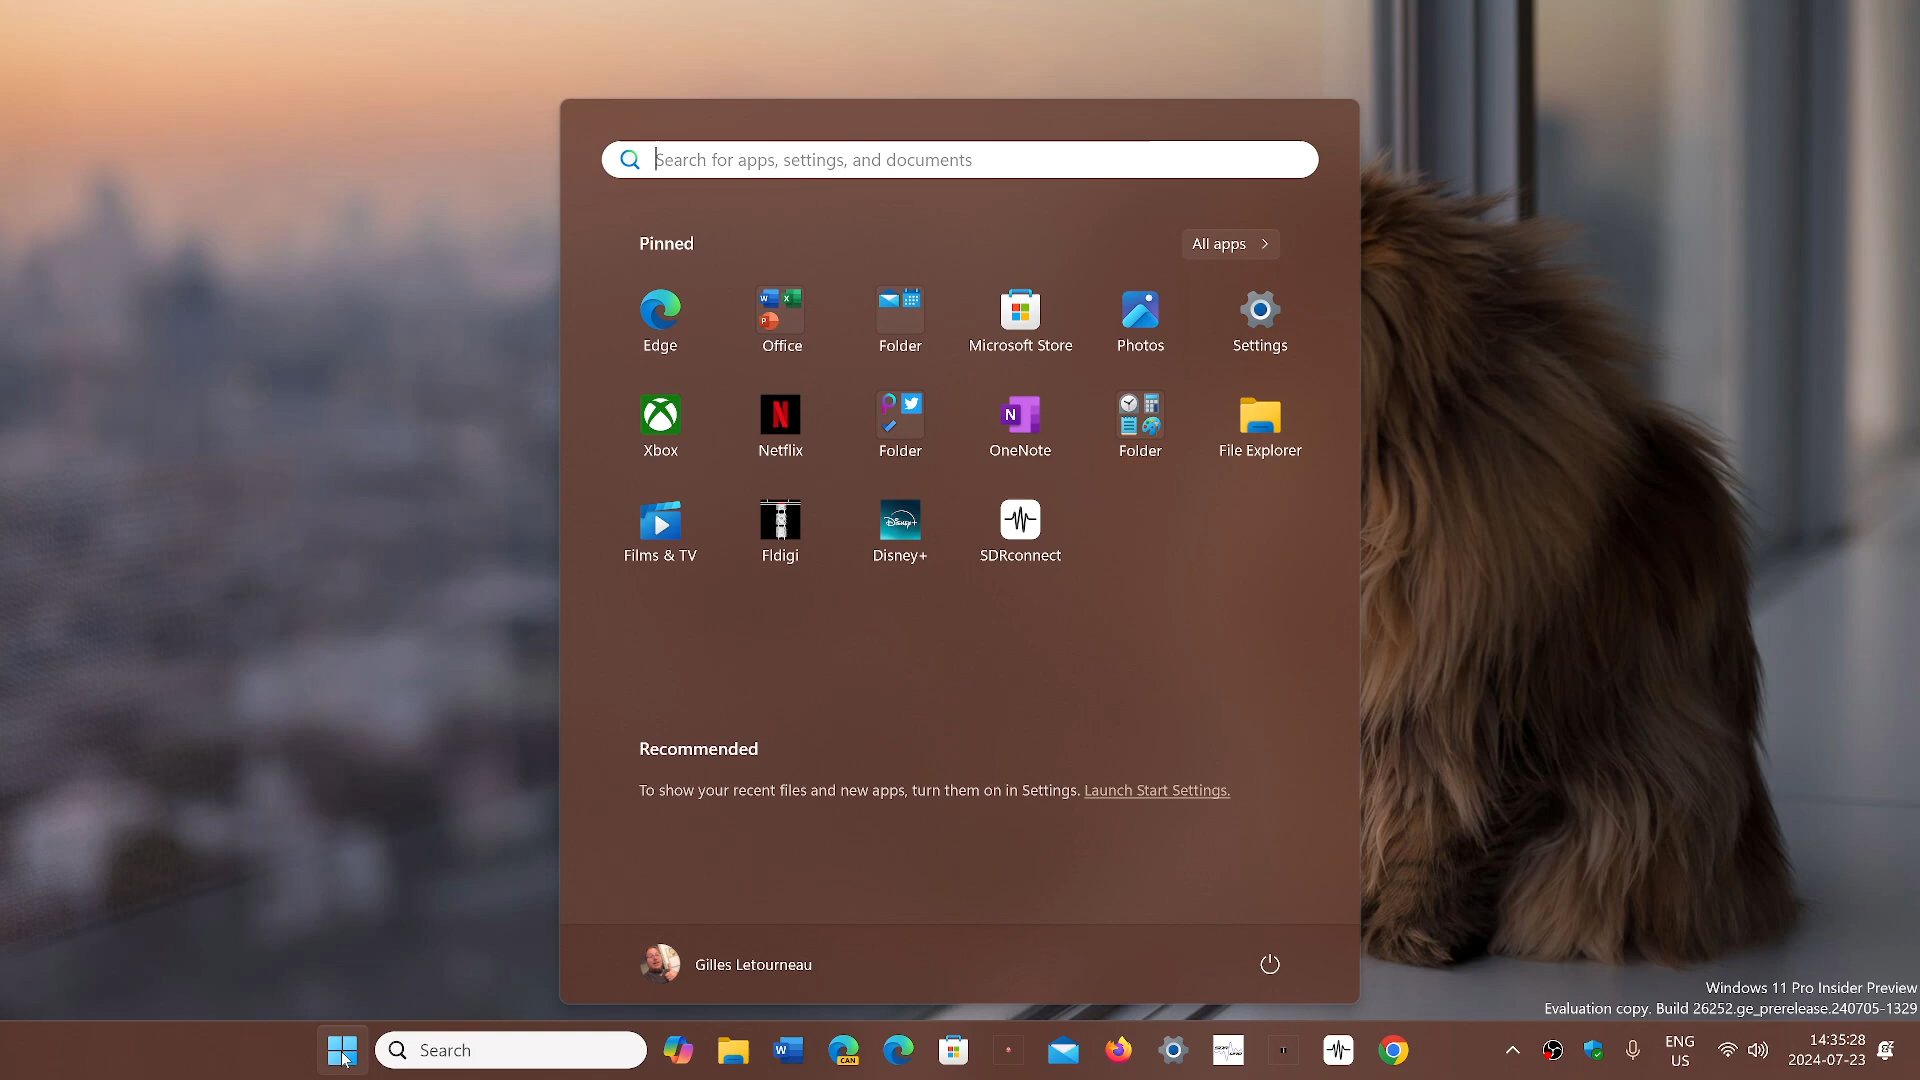 Search for apps, settings, and documents
Pinned
All apps
Edge
Office
Folder
Microsoft Store
Photos
Settings
Xbox
Netflix
Folder
OneNote
Folder
File Explorer
Films & TV
Fldigi
Disney+
SDRconnect
Recommended
To show your recent files and new apps, turn them on in Settings. Launch Start Settings.
Gilles Letourneau
Windows 11 Pro Insider Preview
Evaluation copy. Build 26252.ge_prerelease.240705-1329
Search
CAN
ENG
US
14:35:28
2024-07-23